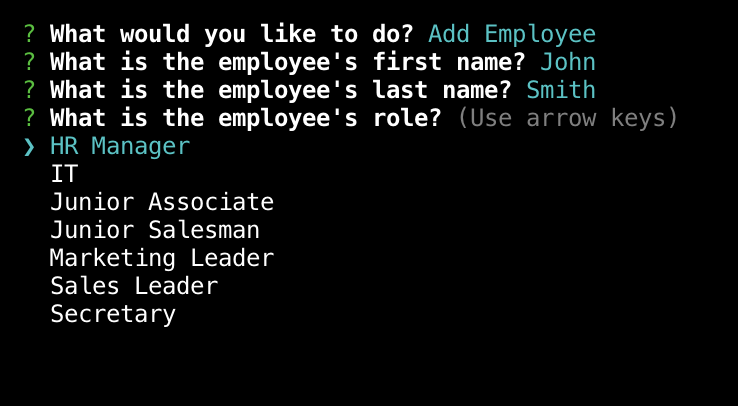 ? What would you like to do? Add Employee
? What is the employee's first name? John
? What is the employee's last name? Smith
? What is the employee's role? (Use arrow keys)
❯ HR Manager
IT
Junior Associate
Junior Salesman
Marketing Leader
Sales Leader
Secretary